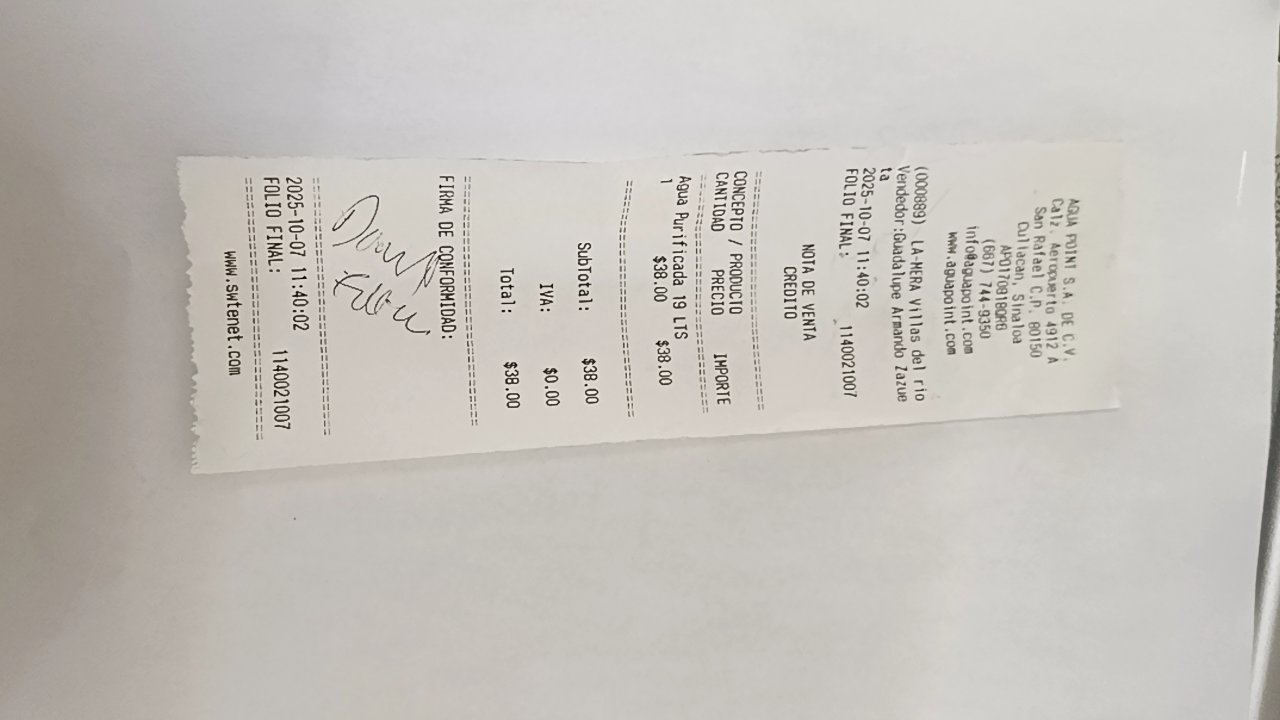 AGUA POINT S.A. DE C.V.
Calz. Aeropuerto 4912 A
San Rafael C.P. 80150
Culiacan, Sinaloa
APO170918QR6
(667) 744-9350
info@aguapoint.com
www.aguapoint.com
(000889) LA-MERA Villas del rio
Vendedor:Guadalupe Armando Zazue
ta
2025-10-07 11:40:02
FOLIO FINAL: 1140021007
NOTA DE VENTA
CREDITO
================================
CONCEPTO / PRODUCTO
CANTIDAD PRECIO IMPORTE
================================
Agua Purificada 19 LTS
1 $38.00 $38.00
================================
SubTotal: $38.00
IVA: $0.00
Total: $38.00
================================
FIRMA DE CONFORMIDAD:
================================
2025-10-07 11:40:02
FOLIO FINAL: 1140021007
================================
www.swtenet.com